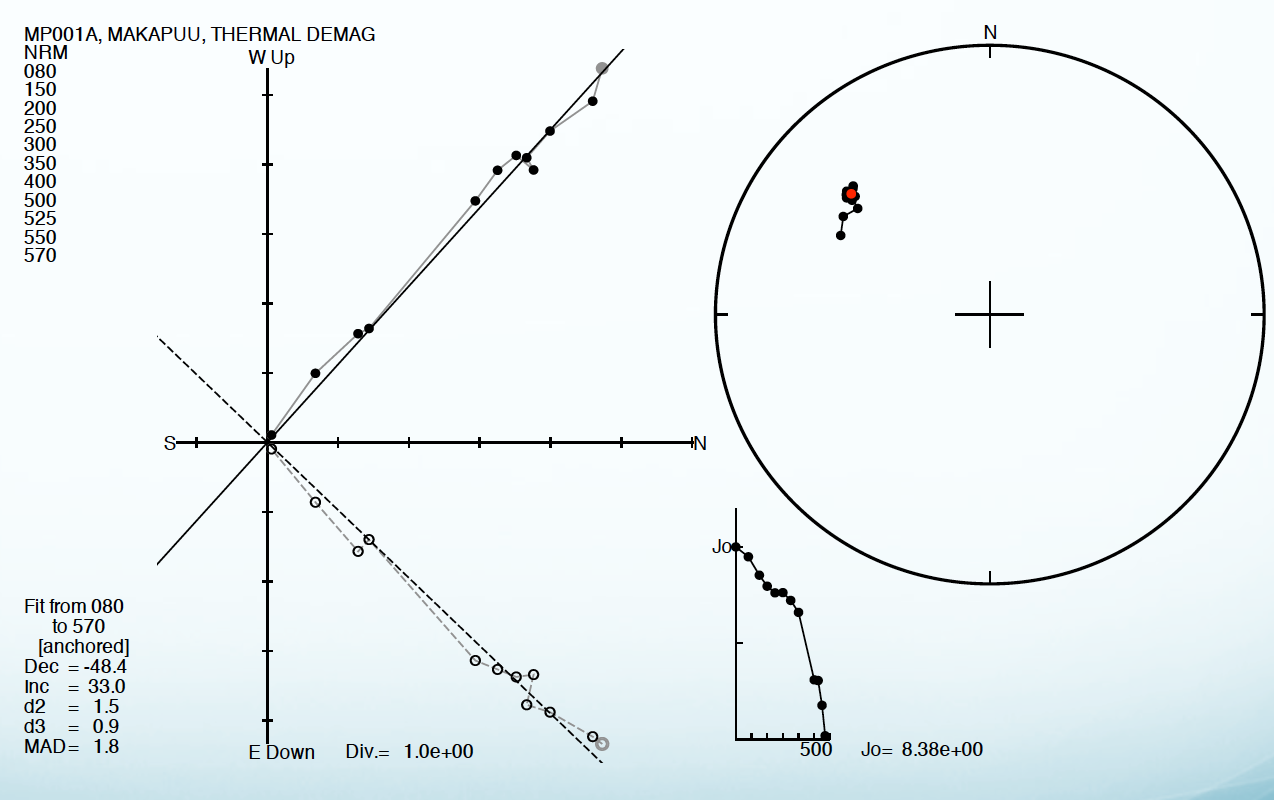 MP001A, MAKAPUU, THERMAL DEMAG
NRM
080
150
200
250
300
350
400
500
525
550
570
W Up
S
N
E Down
Div.= 1.0e+00
Fit from 080
to 570
[anchored]
Dec = -48.4
Inc = 33.0
d2 = 1.5
d3 = 0.9
MAD= 1.8
N
Jo
500
Jo= 8.38e+00